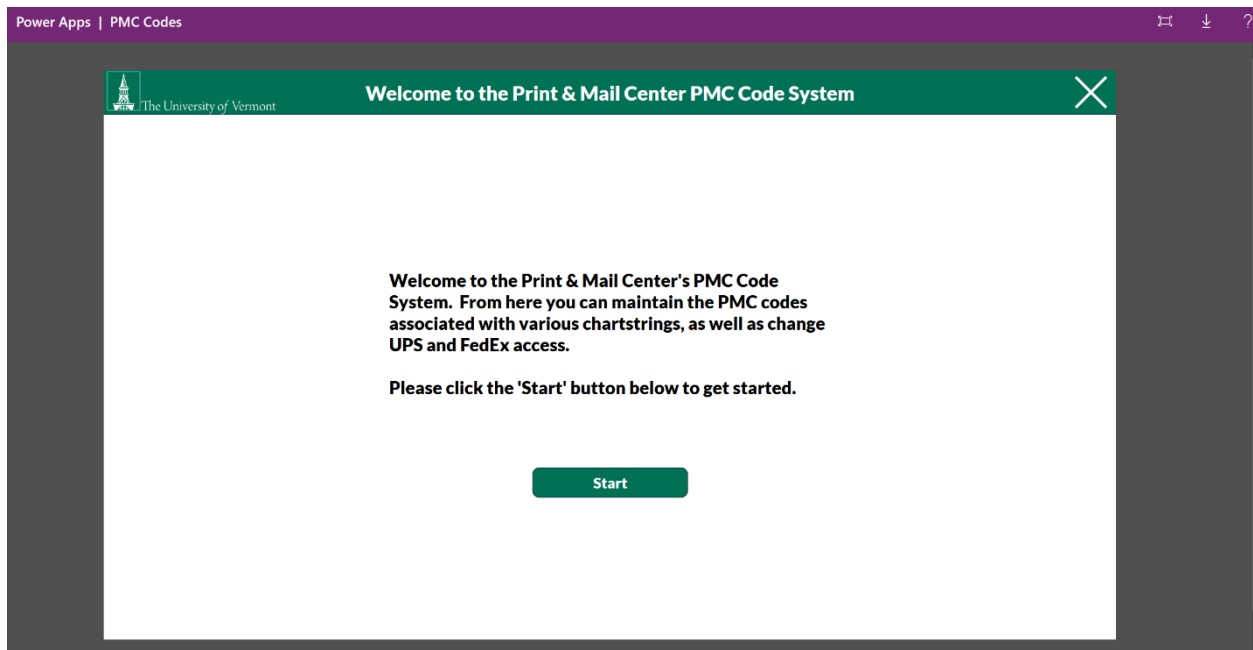 Power Apps | PMC Codes
?
The University of Vermont
Welcome to the Print & Mail Center PMC Code System
Welcome to the Print & Mail Center's PMC Code
System.  From here you can maintain the PMC codes
associated with various chartstrings, as well as change
UPS and FedEx access.
Please click the 'Start' button below to get started.
Start